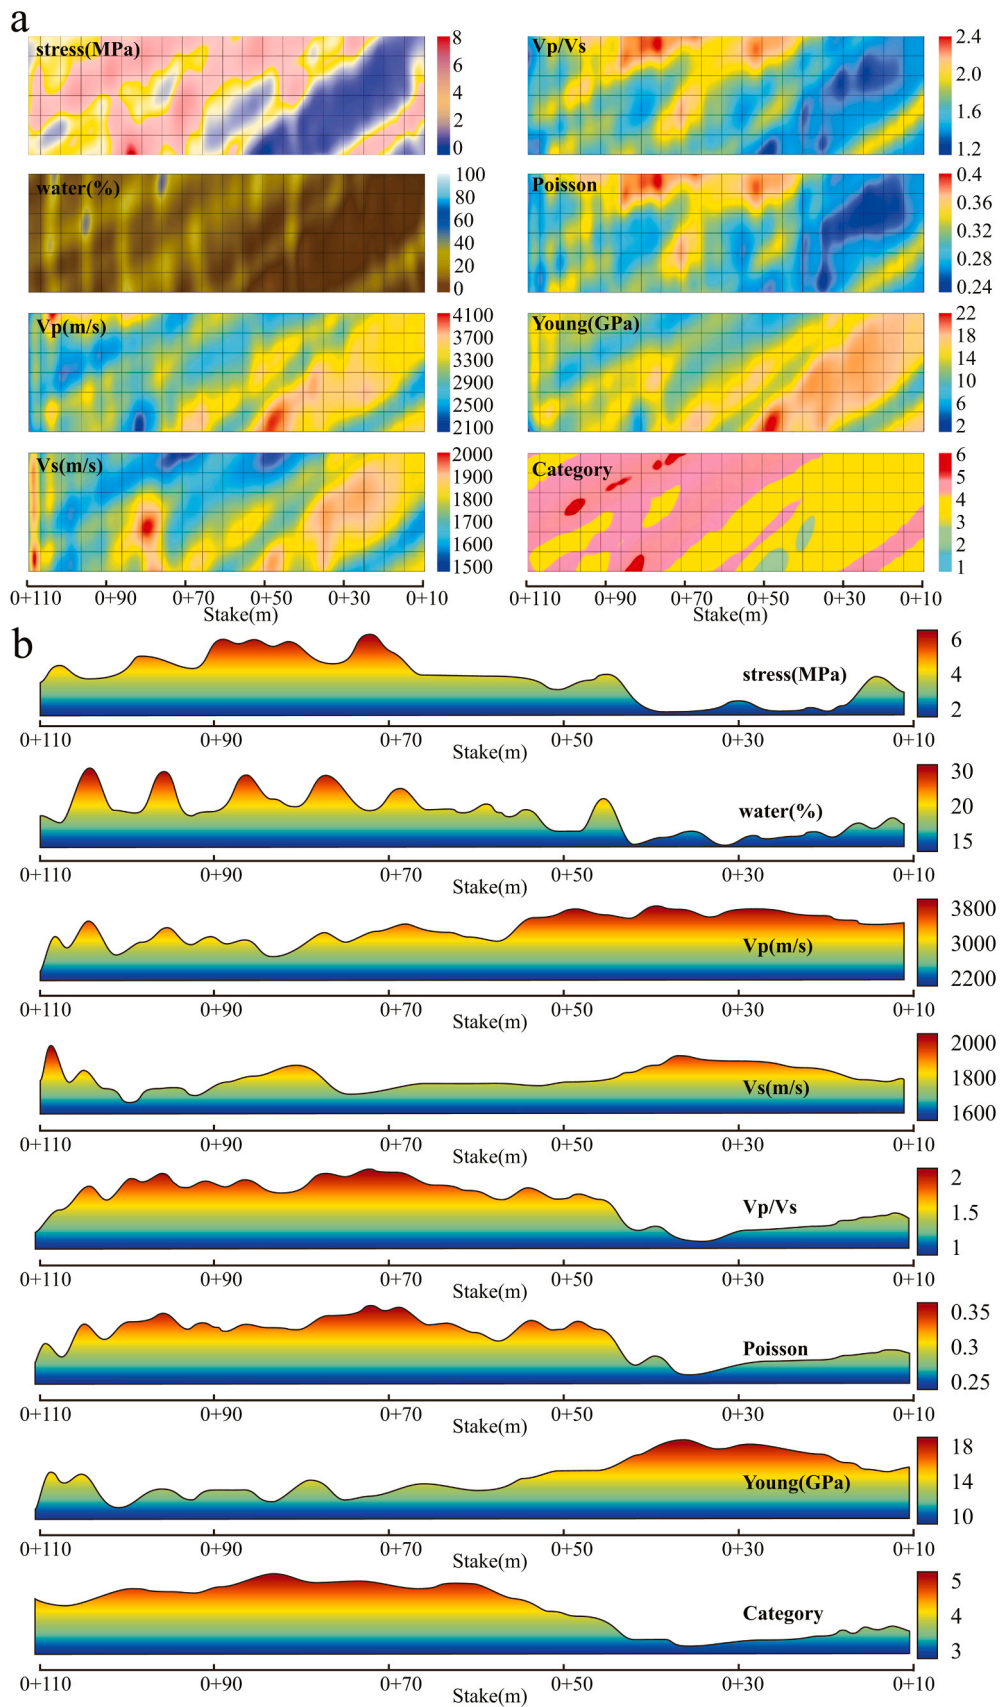 a
stress(MPa)
8
6
4
2
0
Vp/Vs
2.4
2.0
1.6
1.2
water(%)
100
80
60
40
20
0
Poisson
0.4
0.36
0.32
0.28
0.24
Vp(m/s)
4100
3700
3300
2900
2500
2100
Young(GPa)
22
18
14
10
6
2
Vs(m/s)
2000
1900
1800
1700
1600
1500
Category
6
5
4
3
2
1
0+110 0+90 0+70 0+50 0+30 0+10
Stake(m)
0+110 0+90 0+70 0+50 0+30 0+10
Stake(m)
b
stress(MPa)
6
4
2
0+110 0+90 0+70 0+50 0+30 0+10
Stake(m)
water(%)
30
20
15
0+110 0+90 0+70 0+50 0+30 0+10
Stake(m)
Vp(m/s)
3800
3000
2200
0+110 0+90 0+70 0+50 0+30 0+10
Stake(m)
Vs(m/s)
2000
1800
1600
0+110 0+90 0+70 0+50 0+30 0+10
Stake(m)
Vp/Vs
2
1.5
1
0+110 0+90 0+70 0+50 0+30 0+10
Stake(m)
Poisson
0.35
0.3
0.25
0+110 0+90 0+70 0+50 0+30 0+10
Stake(m)
Young(GPa)
18
14
10
0+110 0+90 0+70 0+50 0+30 0+10
Stake(m)
Category
5
4
3
0+110 0+90 0+70 0+50 0+30 0+10
Stake(m)